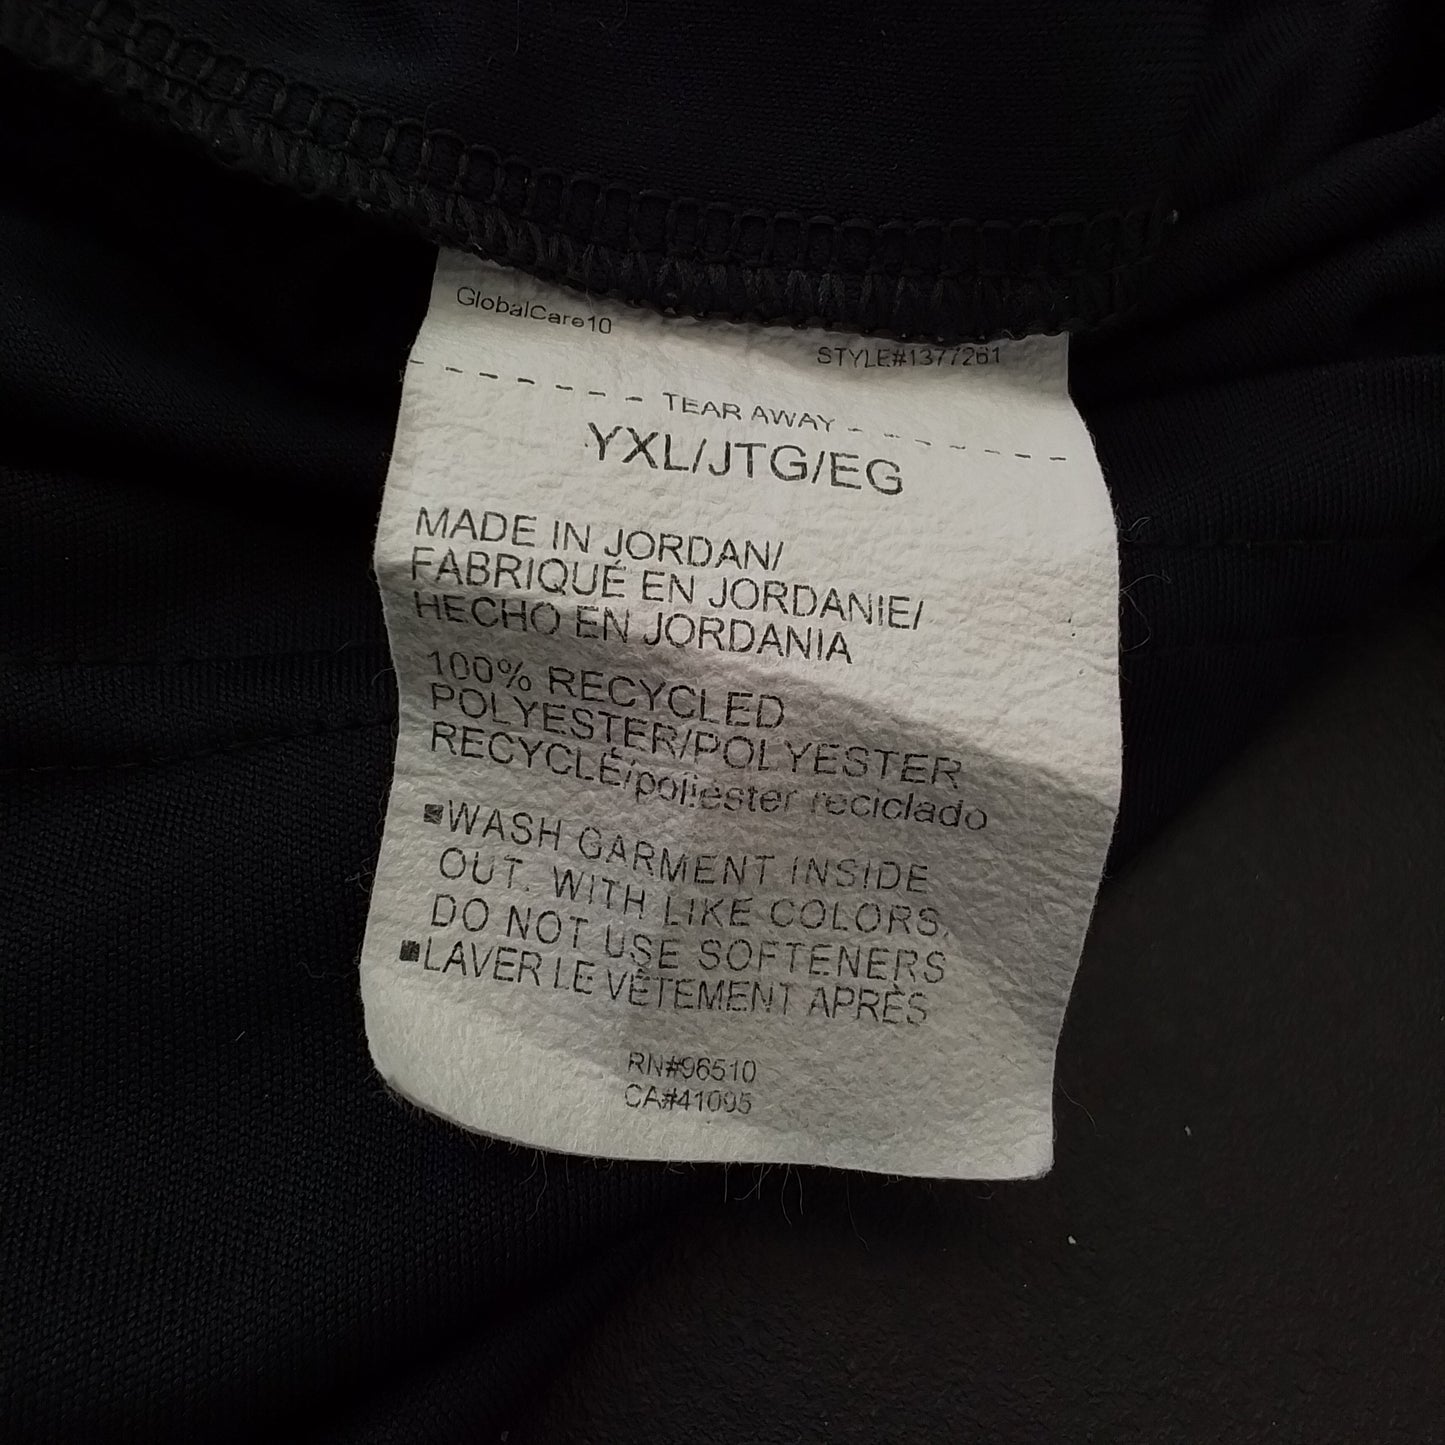 GlobalCare10
STYLE#1377261
TEAR AWAY
YXL/JTG/EG
MADE IN JORDAN/
FABRIQUÉ EN JORDANIE/
HECHO EN JORDANIA
100% RECYCLED
POLYESTER/POLYESTER
RECYCLÉ/poliéster reciclado
▪WASH GARMENT INSIDE
OUT. WITH LIKE COLORS.
DO NOT USE SOFTENERS
▪LAVER LE VÊTEMENT APRÈS
RN#96510
CA#41005